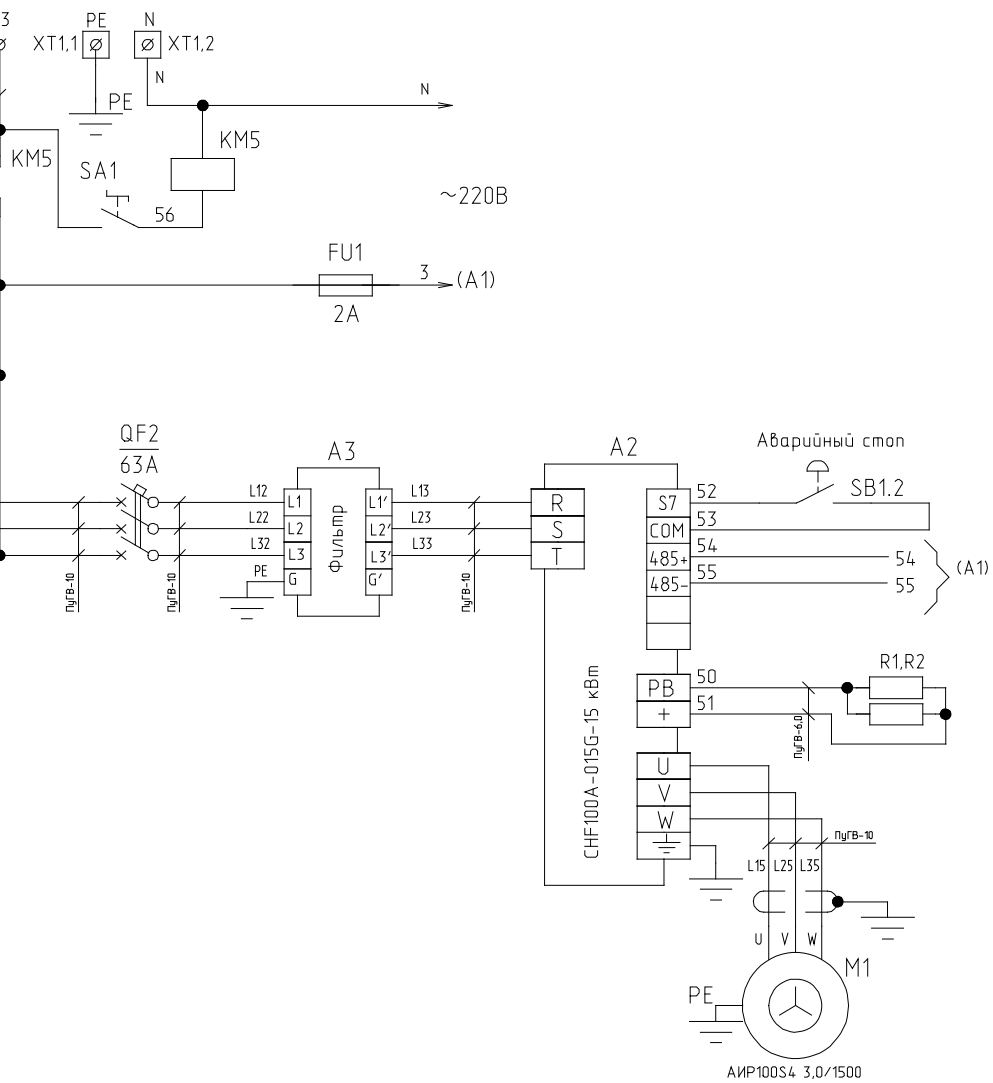 3
PE
N
XT1,1
XT1,2
N
PE
N
KM5
KM5
SA1
56
~220В
FU1
3
(A1)
2A
QF2
63A
A3
A2
Аварийный стоп
SB1.2
L12
L22
L32
PE
L1
L2
L3
G
Фильтр
L1'
L2'
L3'
G'
L13
L23
L33
ПуГВ-10
ПуГВ-10
ПуГВ-10
R
S
T
S7
COM
485+
485-
52
53
54
55
54
55
(A1)
CHF100A-015G-15 кВт
PB
+
50
51
R1,R2
ПуГВ-6,0
U
V
W
ПуГВ-10
L15
L25
L35
U
V
W
M1
PE
АИР100S4 3,0/1500